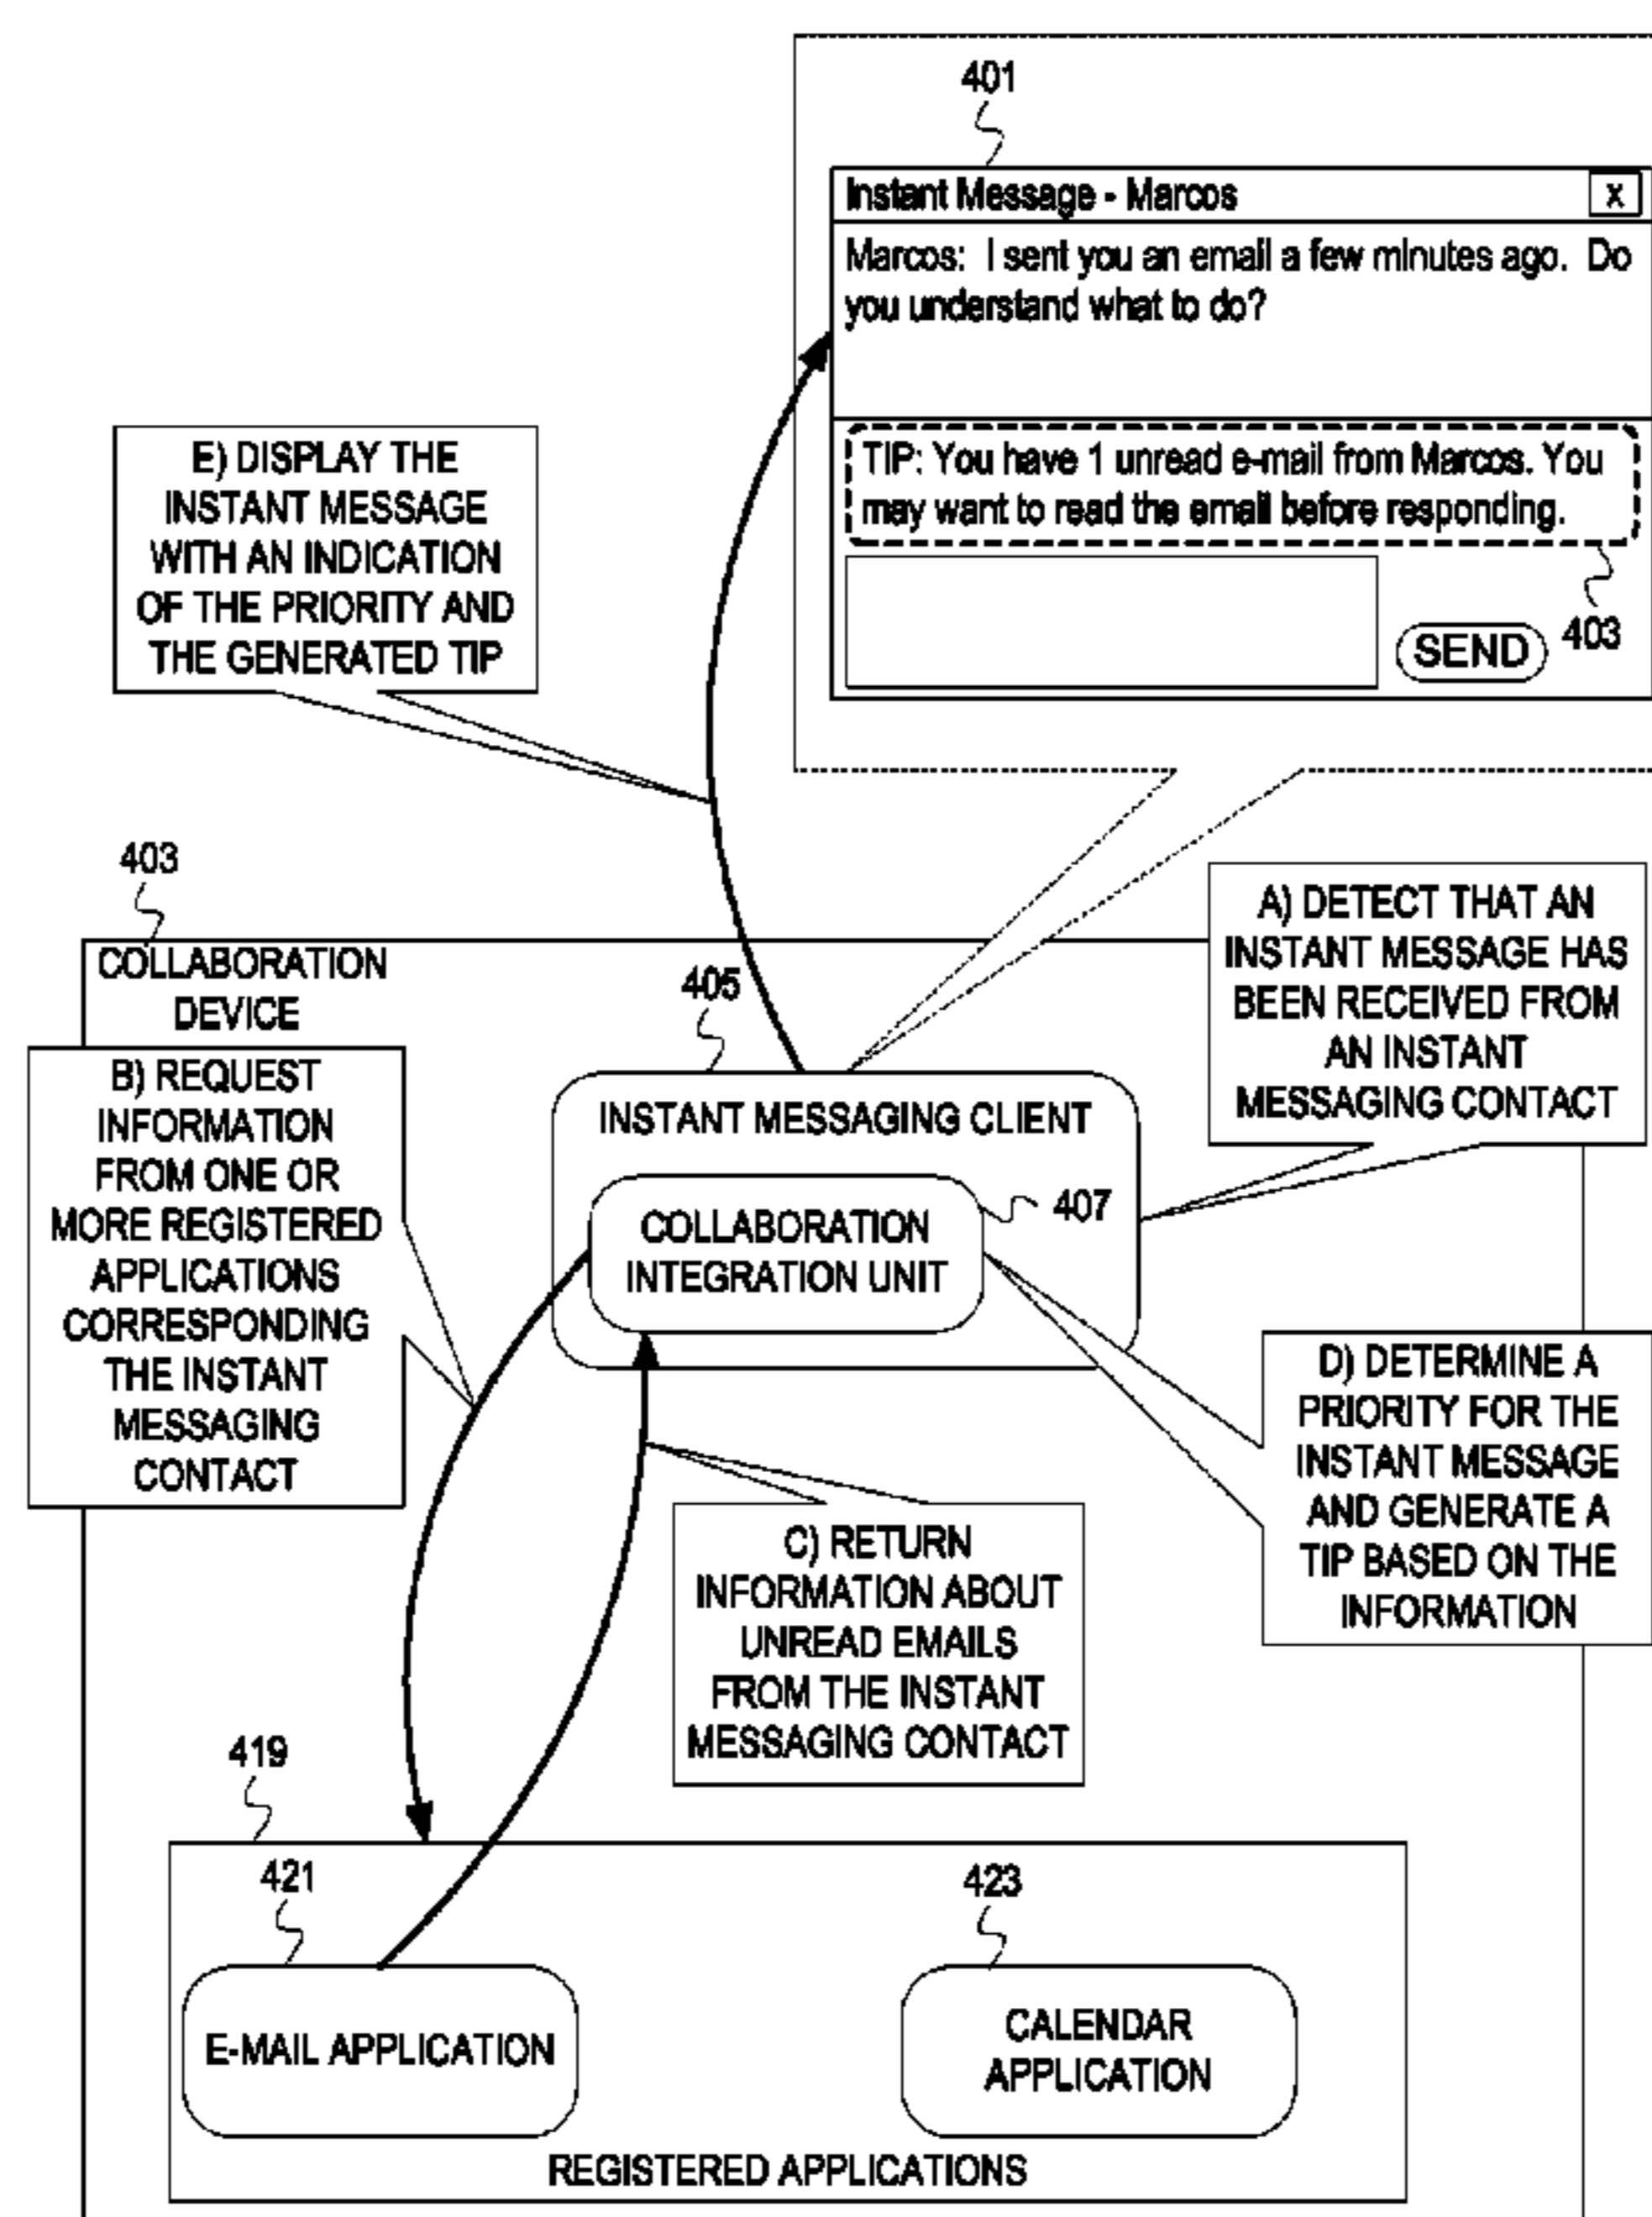 401
Instant Message - Marcos
X
Marcos: I sent you an email a few minutes ago. Do
you understand what to do?
TIP: You have 1 unread e-mail from Marcos. You
may want to read the email before responding.
SEND
403
E) DISPLAY THE
INSTANT MESSAGE
WITH AN INDICATION
OF THE PRIORITY AND
THE GENERATED TIP
403
COLLABORATION
DEVICE
A) DETECT THAT AN
INSTANT MESSAGE HAS
BEEN RECEIVED FROM
AN INSTANT
MESSAGING CONTACT
405
INSTANT MESSAGING CLIENT
B) REQUEST
INFORMATION
FROM ONE OR
MORE REGISTERED
APPLICATIONS
CORRESPONDING
THE INSTANT
MESSAGING
CONTACT
407
COLLABORATION
INTEGRATION UNIT
D) DETERMINE A
PRIORITY FOR THE
INSTANT MESSAGE
AND GENERATE A
TIP BASED ON THE
INFORMATION
C) RETURN
INFORMATION ABOUT
UNREAD EMAILS
FROM THE INSTANT
MESSAGING CONTACT
419
421
E-MAIL APPLICATION
423
CALENDAR
APPLICATION
REGISTERED APPLICATIONS